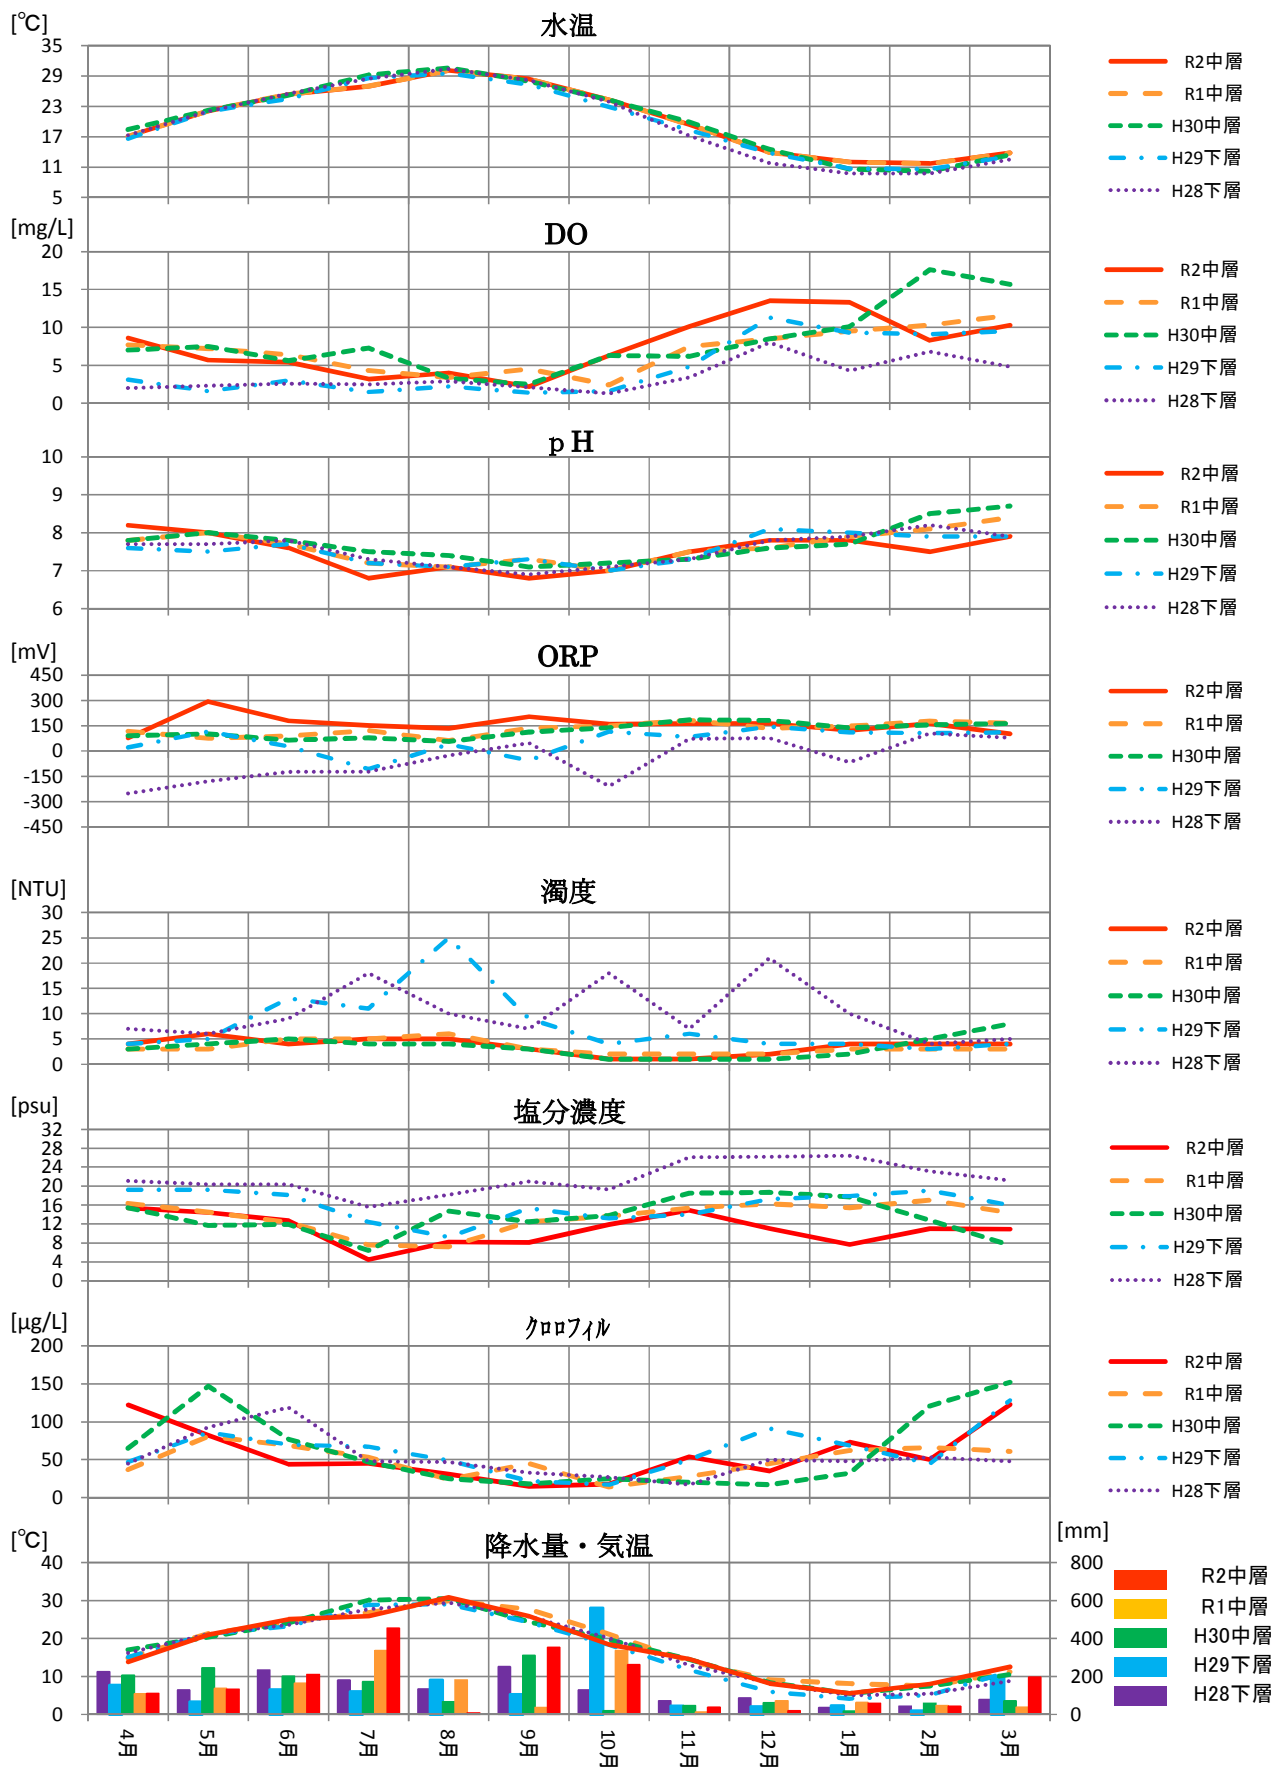 [℃]
水温
35
29
23
17
11
5
R2中層
R1中層
H30中層
H29下層
H28下層
[mg/L]
DO
20
15
10
5
0
R2中層
R1中層
H30中層
H29下層
H28下層
ｐH
10
9
8
7
6
R2中層
R1中層
H30中層
H29下層
H28下層
[mV]
ORP
450
300
150
0
-150
-300
-450
R2中層
R1中層
H30中層
H29下層
H28下層
[NTU]
濁度
30
25
20
15
10
5
0
R2中層
R1中層
H30中層
H29下層
H28下層
[psu]
塩分濃度
32
28
24
20
16
12
8
4
0
R2中層
R1中層
H30中層
H29下層
H28下層
[μg/L]
ｸﾛﾛﾌｨﾙ
200
150
100
50
0
R2中層
R1中層
H30中層
H29下層
H28下層
[℃]
降水量・気温
[mm]
40
30
20
10
0
800
600
400
200
0
R2中層
R1中層
H30中層
H29下層
H28下層
4月
5月
6月
7月
8月
9月
10月
11月
12月
1月
2月
3月